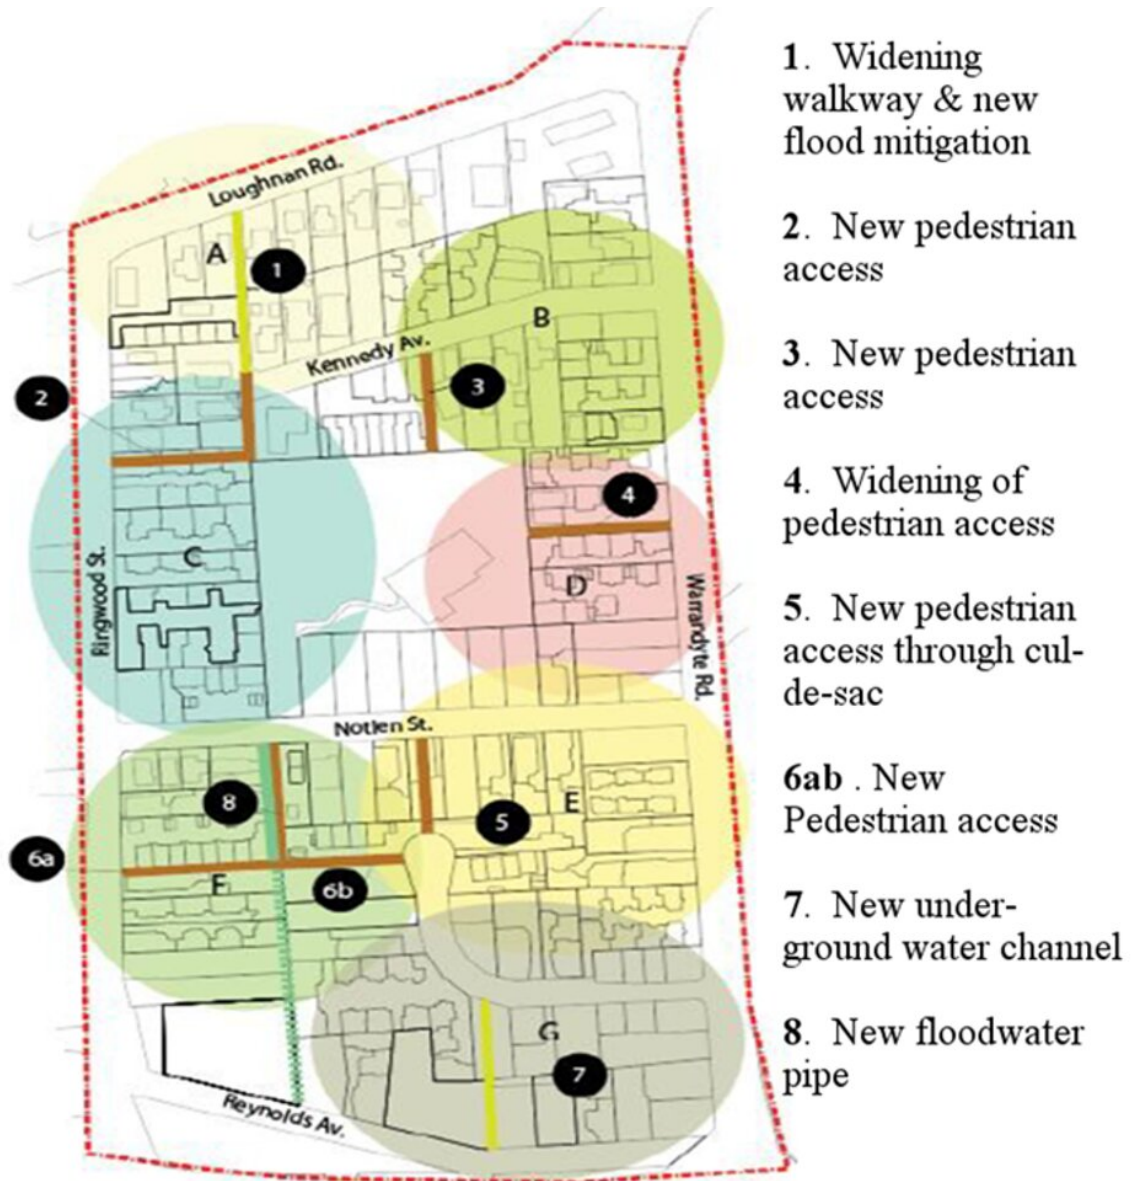 Loughnan Rd.
A
1
B
Kennedy Av.
2
3
4
C
D
Ringwood St.
Warrandyte Rd.
Notlen St.
8
5
E
6a
F
6b
G
7
Reynolds Av.
1. Widening
walkway & new
flood mitigation
2. New pedestrian
access
3. New pedestrian
access
4. Widening of
pedestrian access
5. New pedestrian
access through cul-
de-sac
6ab . New
Pedestrian access
7. New under-
ground water channel
8. New floodwater
pipe